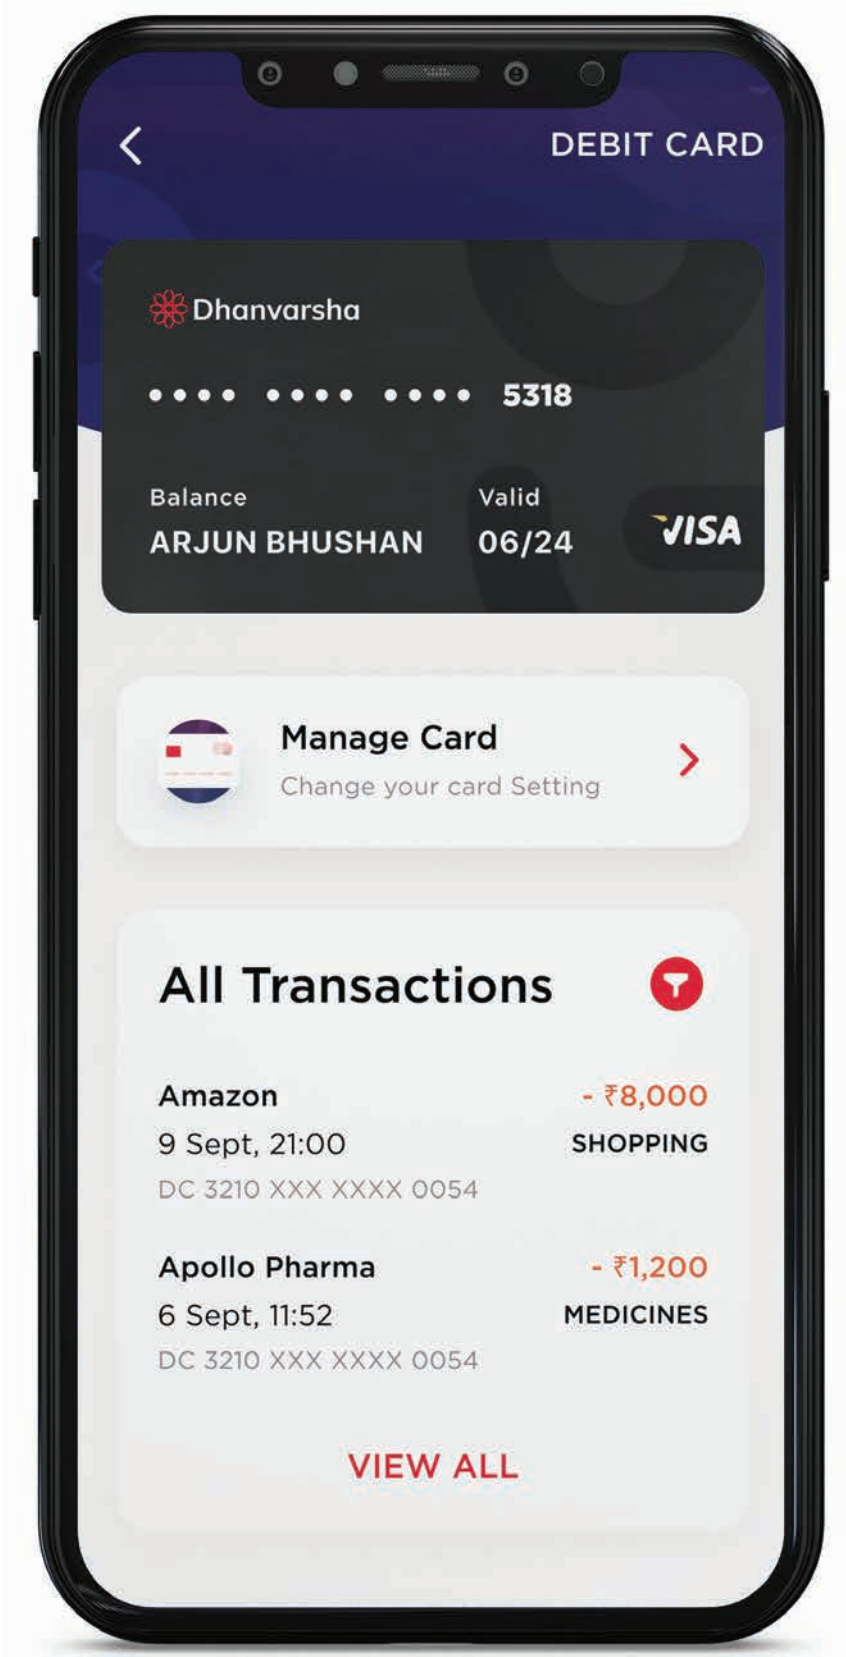 DEBIT CARD
Dhanvarsha
•••• •••• •••• 5318
Balance Valid
ARJUN BHUSHAN 06/24 VISA
Manage Card
Change your card Setting
All Transactions
Amazon - ₹8,000
9 Sept, 21:00 SHOPPING
DC 3210 XXX XXXX 0054
Apollo Pharma - ₹1,200
6 Sept, 11:52 MEDICINES
DC 3210 XXX XXXX 0054
VIEW ALL